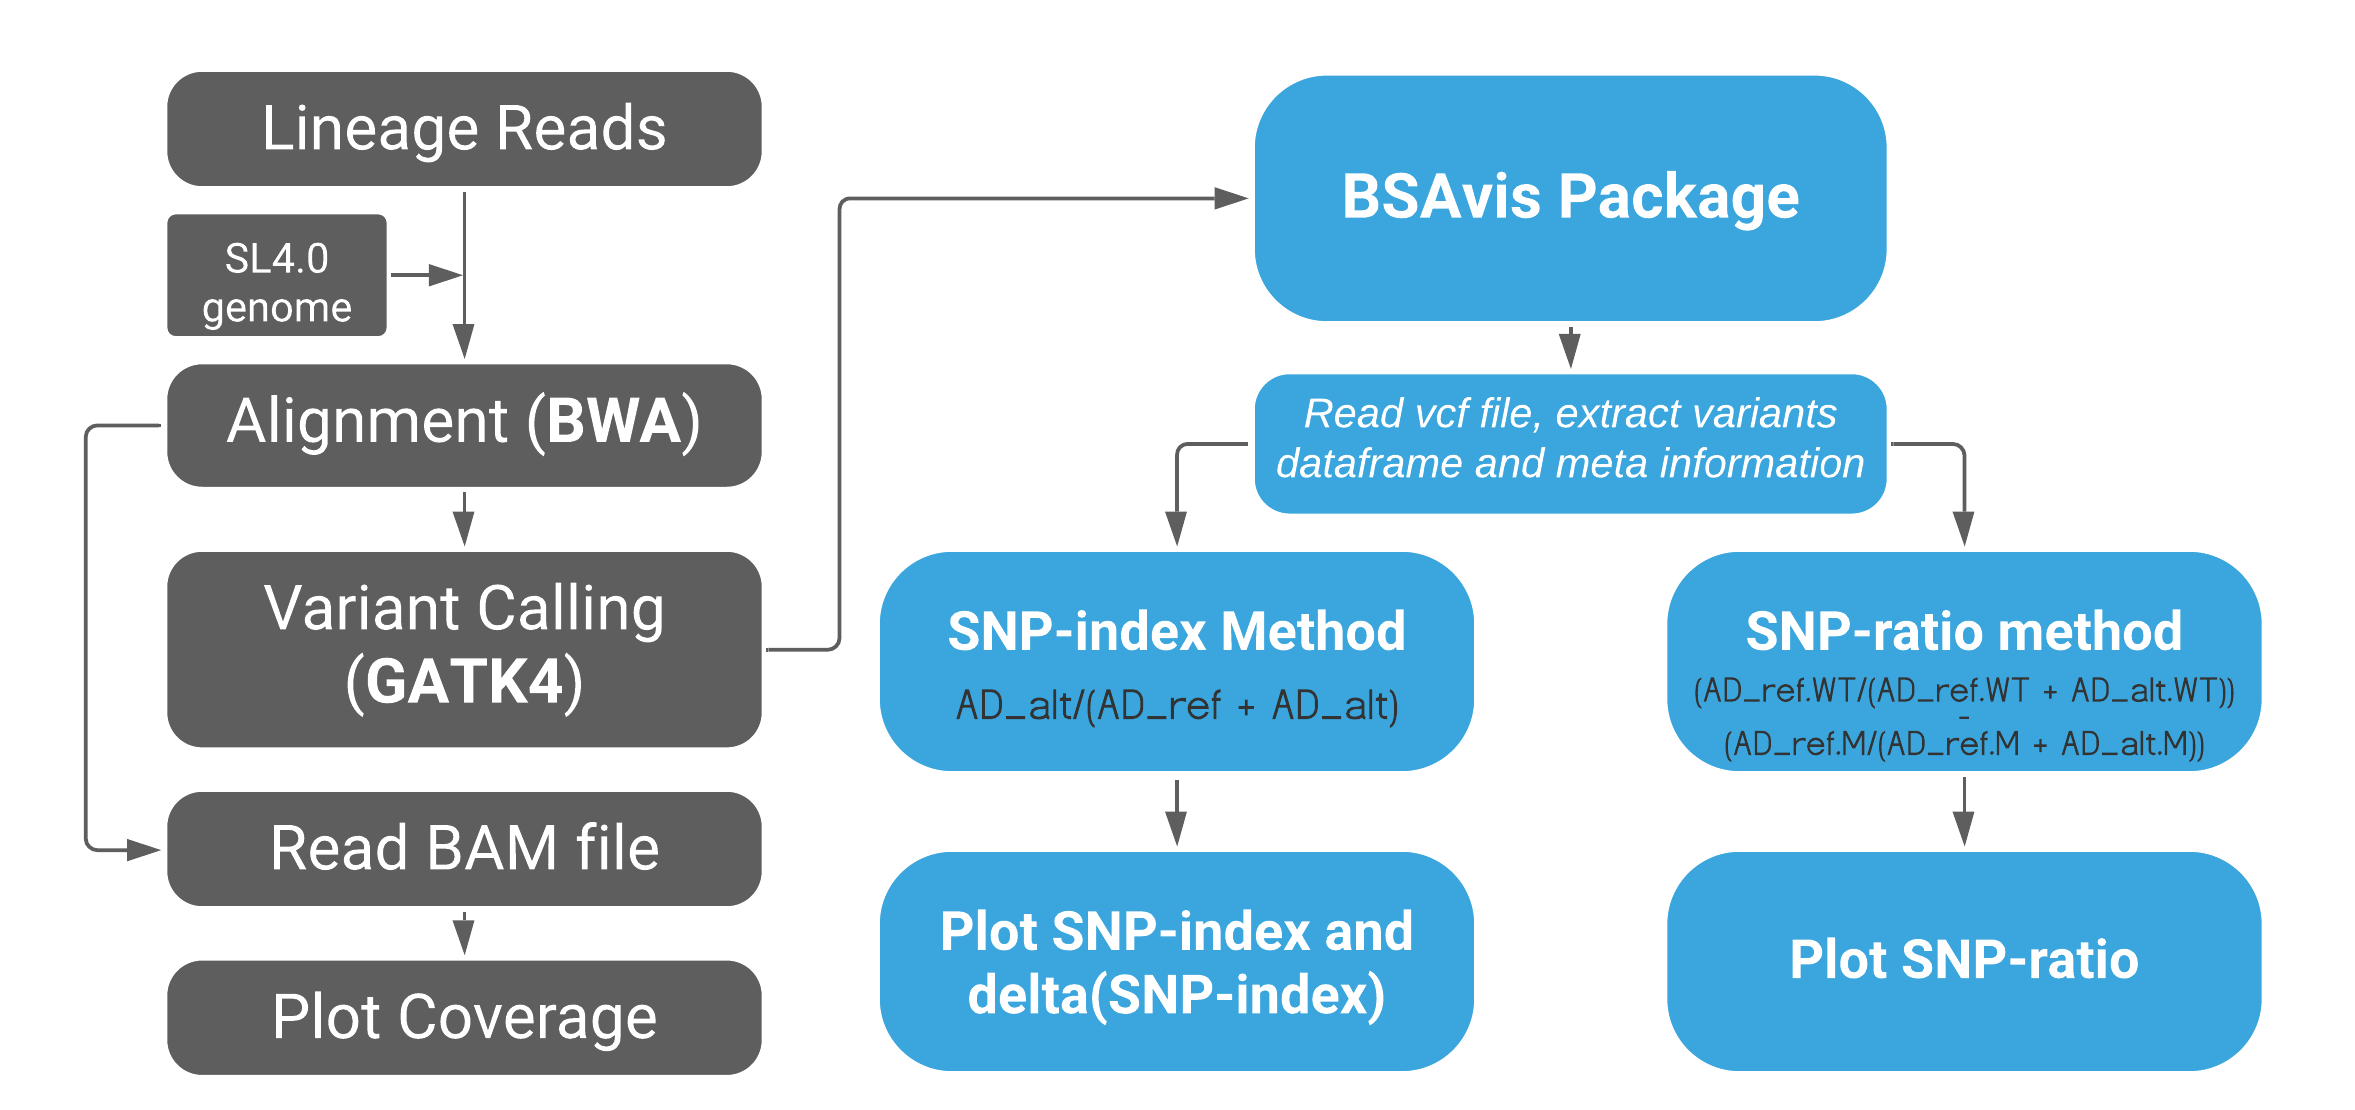 Lineage Reads
SL4.0
genome
Alignment (BWA)
Variant Calling
(GATK4)
Read BAM file
Plot Coverage
BSAvis Package
Read vcf file, extract variants
dataframe and meta information
SNP-index Method
AD_alt/(AD_ref + AD_alt)
Plot SNP-index and
delta(SNP-index)
SNP-ratio method
(AD_ref.WT/(AD_ref.WT + AD_alt.WT))
-
(AD_ref.M/(AD_ref.M + AD_alt.M))
Plot SNP-ratio